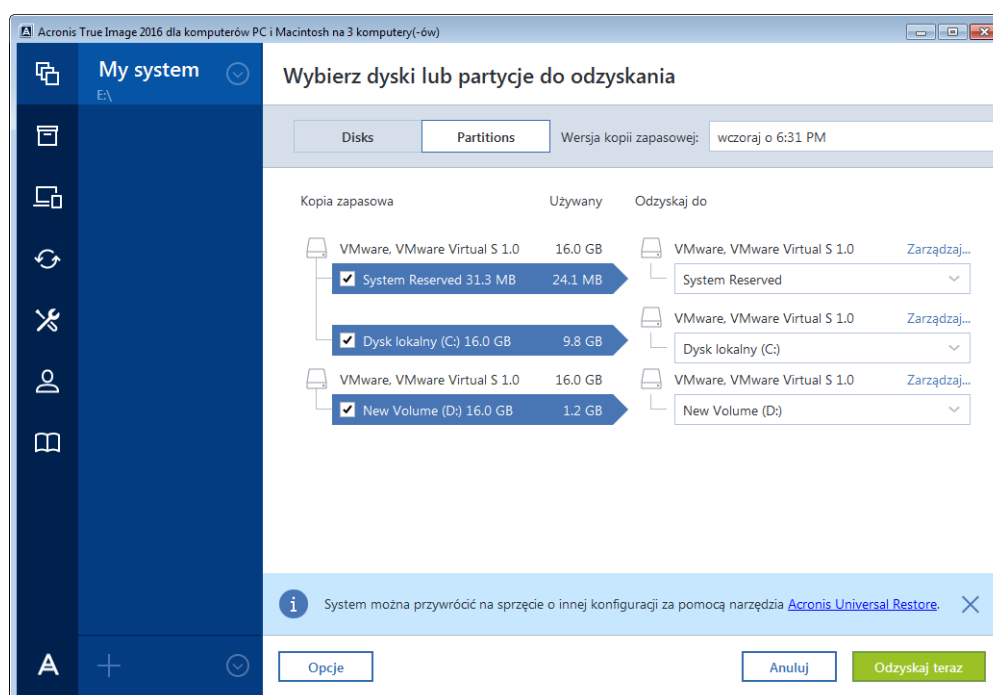 Acronis True Image 2016 dla komputerów PC i Macintosh na 3 komputery(-ów)
My system
E:\
Wybierz dyski lub partycje do odzyskania
Disks Partitions Wersja kopii zapasowej: wczoraj o 6:31 PM
Kopia zapasowa Używany Odzyskaj do
VMware, VMware Virtual S 1.0 16.0 GB VMware, VMware Virtual S 1.0 Zarządzaj...
System Reserved 31.3 MB 24.1 MB System Reserved
VMware, VMware Virtual S 1.0 Zarządzaj...
Dysk lokalny (C:) 16.0 GB 9.8 GB Dysk lokalny (C:)
VMware, VMware Virtual S 1.0 16.0 GB VMware, VMware Virtual S 1.0 Zarządzaj...
New Volume (D:) 16.0 GB 1.2 GB New Volume (D:)
System można przywrócić na sprzęcie o innej konfiguracji za pomocą narzędzia Acronis Universal Restore.
Opcje Anuluj Odzyskaj teraz